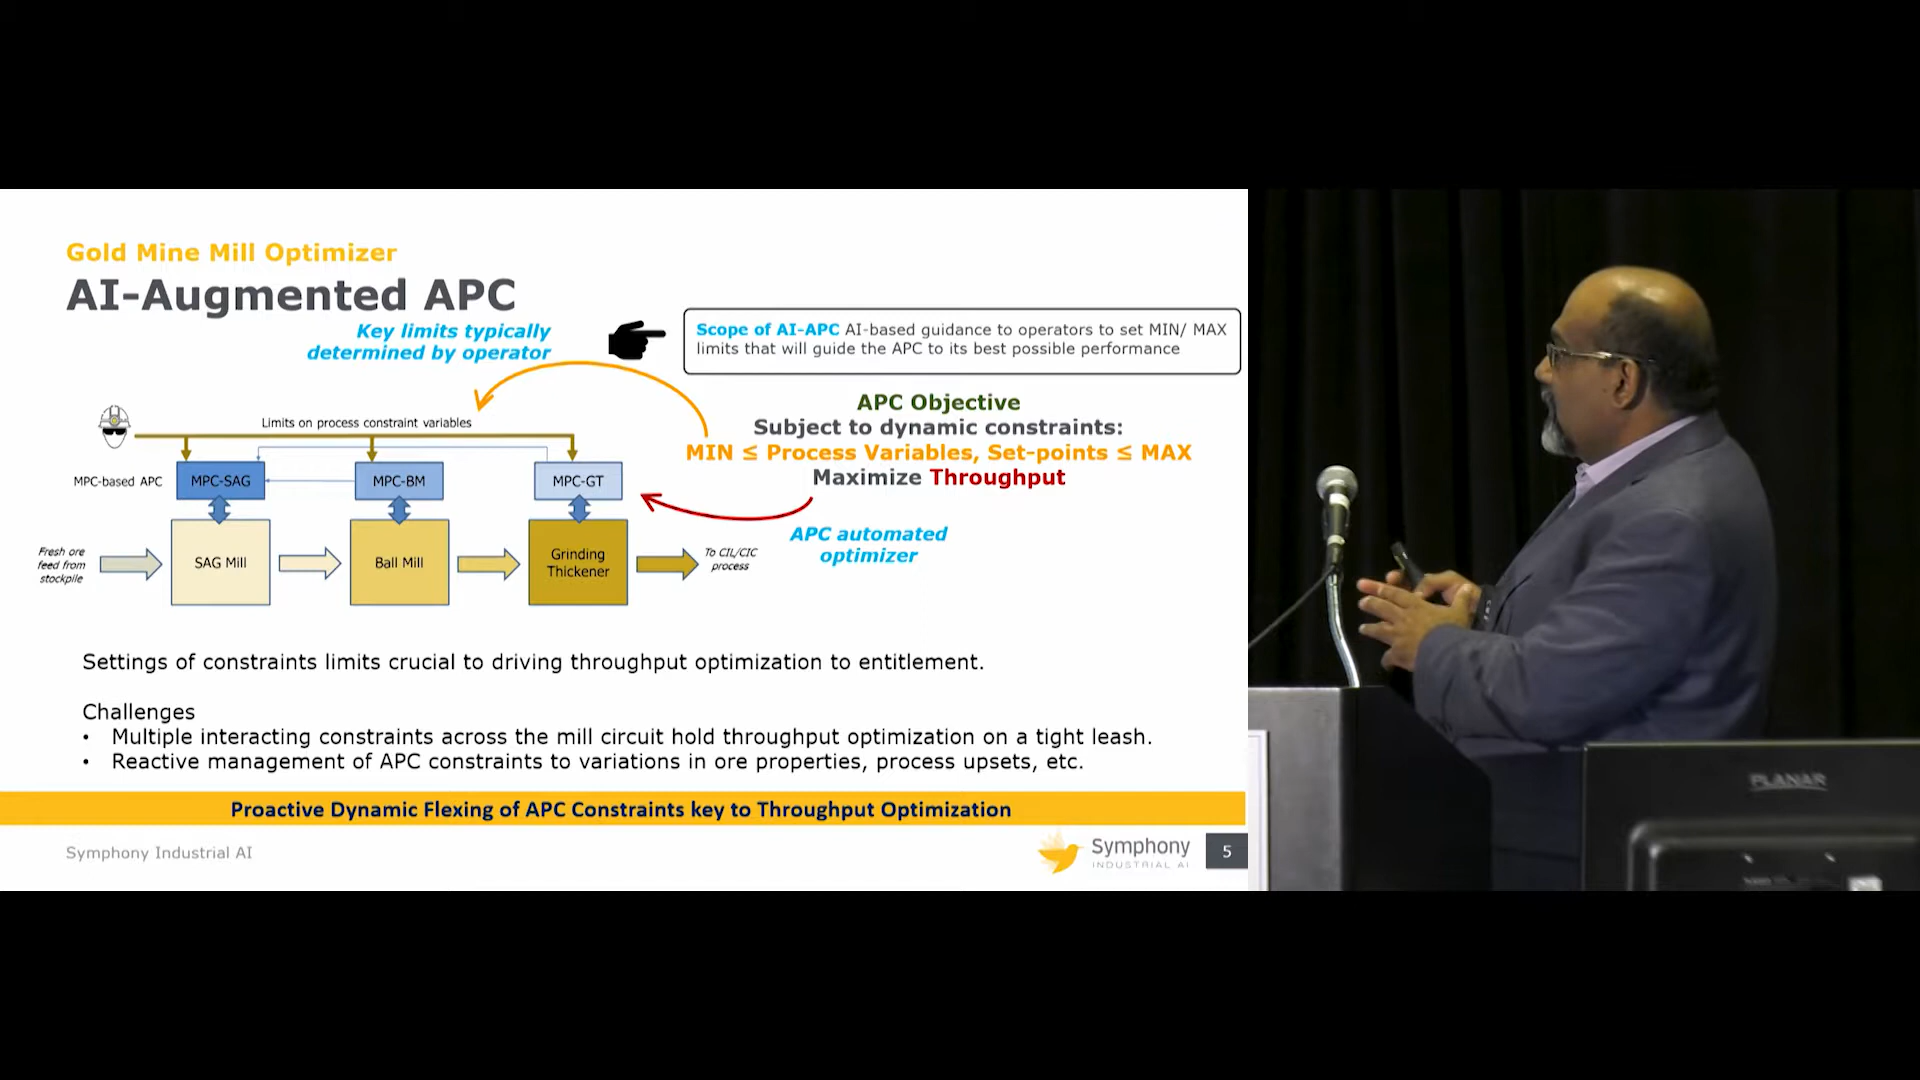 Gold Mine Mill Optimizer
AI-Augmented APC
Key limits typically
determined by operator
Scope of AI-APC AI-based guidance to operators to set MIN/ MAX
limits that will guide the APC to its best possible performance
APC Objective
Subject to dynamic constraints:
MIN ≤ Process Variables, Set-points ≤ MAX
Maximize Throughput
APC automated
optimizer
Limits on process constraint variables
MPC-based APC
MPC-SAG
MPC-BM
MPC-GT
Fresh ore
feed from
stockpile
SAG Mill
Ball Mill
Grinding
Thickener
To CIL/CIC
process
Settings of constraints limits crucial to driving throughput optimization to entitlement.
Challenges
• Multiple interacting constraints across the mill circuit hold throughput optimization on a tight leash.
• Reactive management of APC constraints to variations in ore properties, process upsets, etc.
Proactive Dynamic Flexing of APC Constraints key to Throughput Optimization
Symphony Industrial AI
Symphony
INDUSTRIAL AI
5
PLANAR